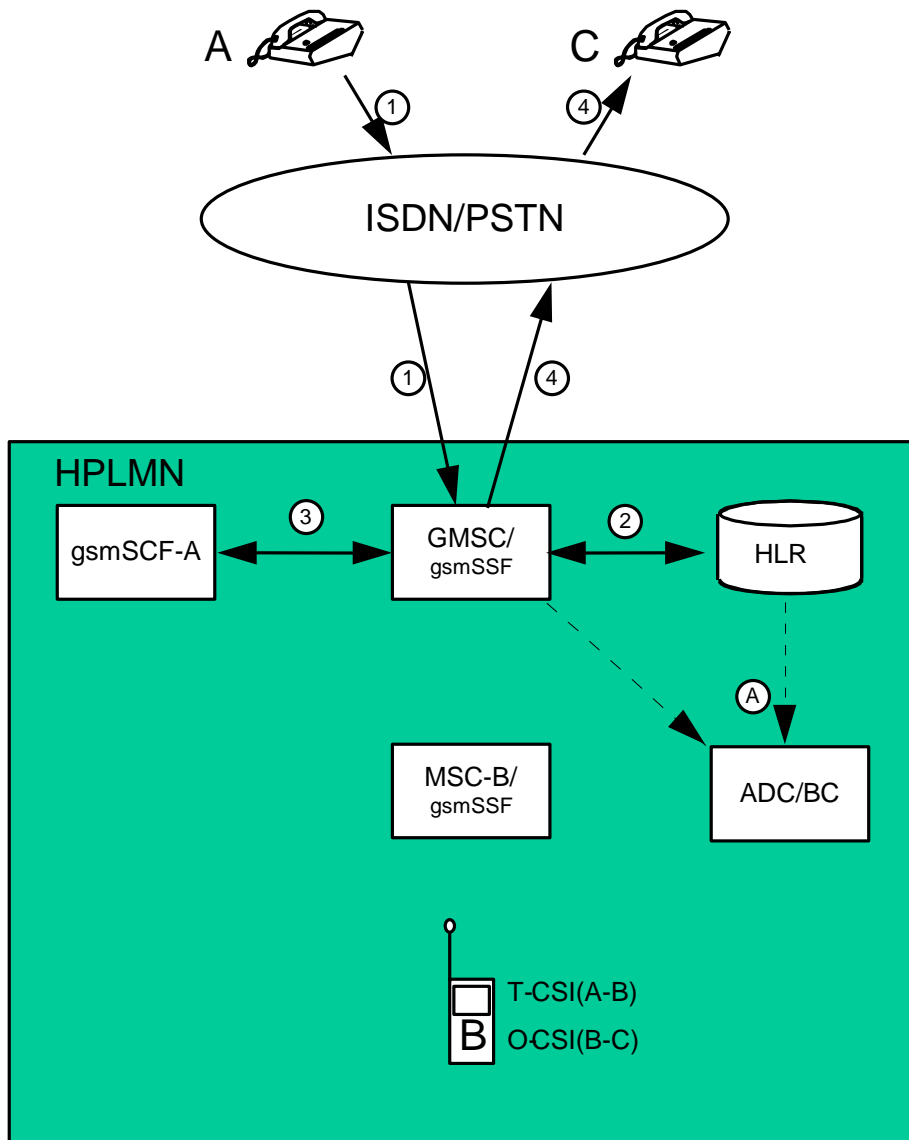 A
C
1
4
ISDN/PSTN
1
4
HPLMN
gsmSCF-A
3
GMSC/
gsmSSF
2
HLR
A
MSC-B/
gsmSSF
ADC/BC
T-CSI(A-B)
B
O-CSI(B-C)